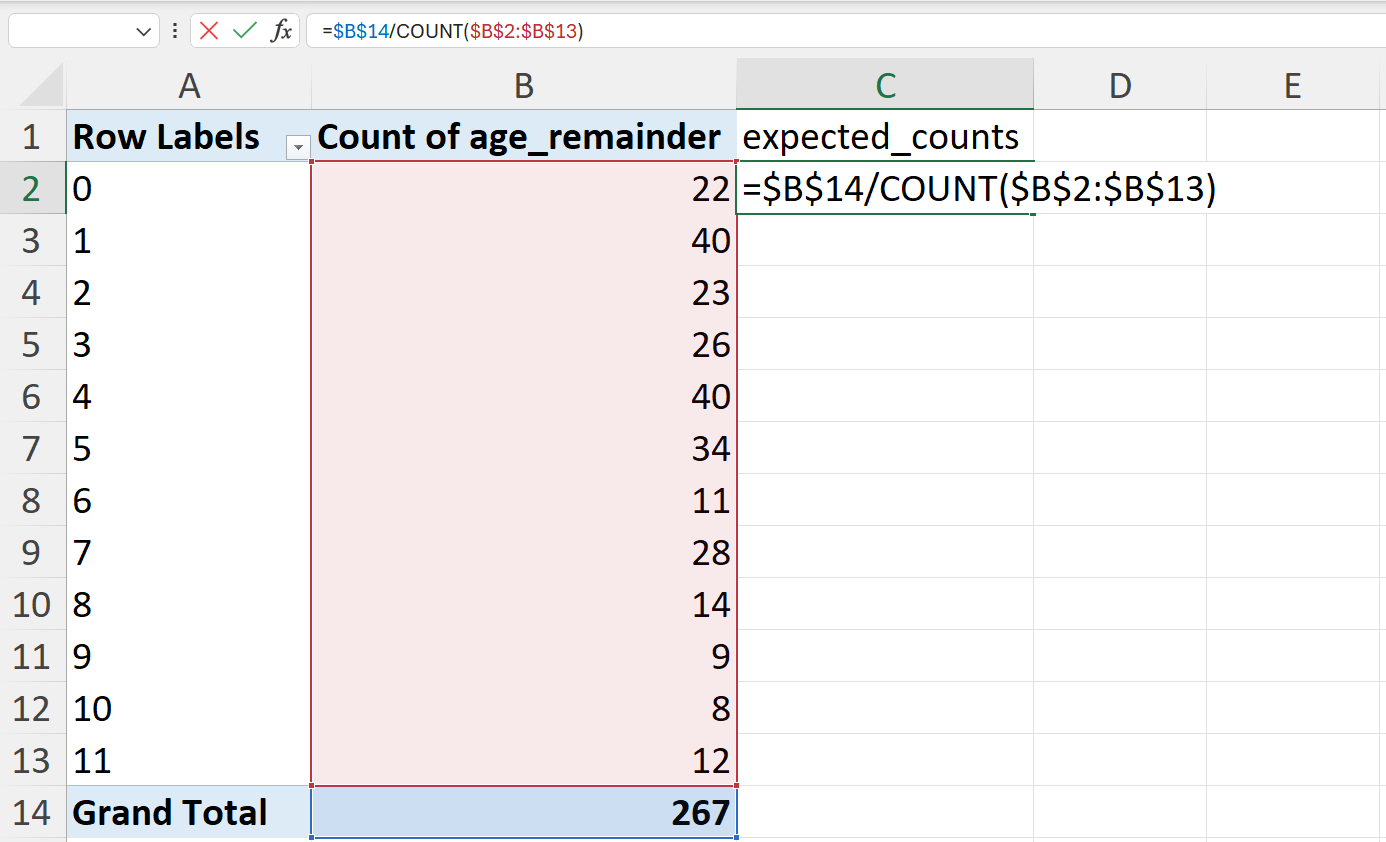 fx =$B$14/COUNT($B$2:$B$13)
A B C D E
1 Row Labels Count of age_remainder expected_counts
2 0 22 =$B$14/COUNT($B$2:$B$13)
3 1 40
4 2 23
5 3 26
6 4 40
7 5 34
8 6 11
9 7 28
10 8 14
11 9 9
12 10 8
13 11 12
14 Grand Total 267